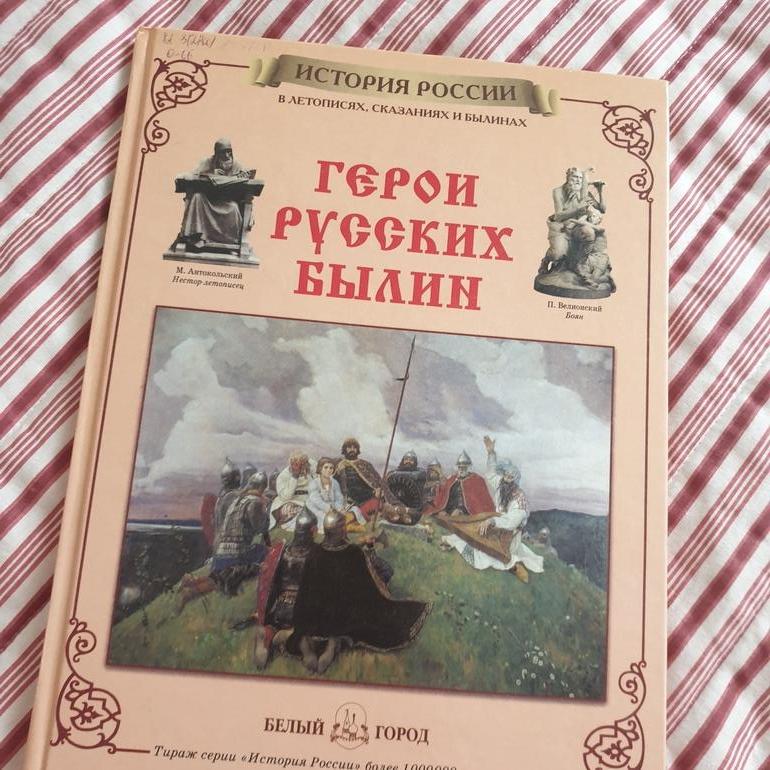 ИСТОРИЯ РОССИИ
В ЛЕТОПИСЯХ, СКАЗАНИЯХ И БЫЛИНАХ
ГЕРОИ
РУССКИХ
БЫЛИН
М. Антокольский
Нестор-летописец
П. Велионский
Боян
БЕЛЫЙ ГОРОД
Тираж серии «История России» более 1000000